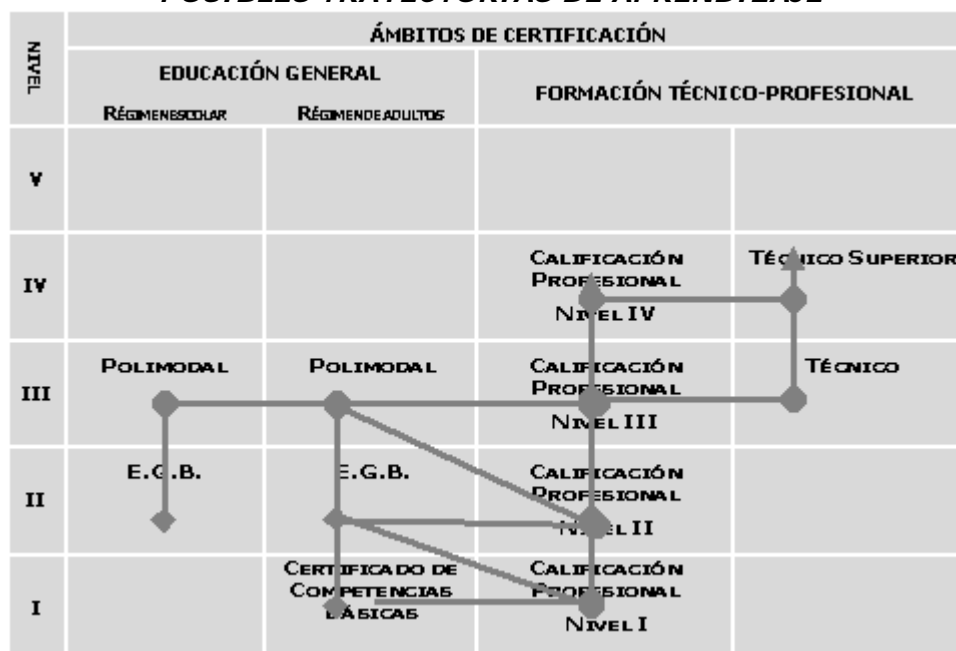 POSIBLES TRAYECTORIAS DE APRENDIZAJE
NIVEL
ÁMBITOS DE CERTIFICACIÓN
EDUCACIÓN GENERAL
FORMACIÓN TÉCNICO-PROFESIONAL
RÉGIMEN ESCOLAR
RÉGIMEN DE ADULTOS
V
IV
CALIFICACIÓN
PROFESIONAL
NIVEL IV
TÉCNICO SUPERIOR
III
POLIMODAL
POLIMODAL
CALIFICACIÓN
PROFESIONAL
NIVEL III
TÉCNICO
II
E.G.B.
E.G.B.
CALIFICACIÓN
PROFESIONAL
NIVEL II
I
CERTIFICADO DE
COMPETENCIAS
BÁSICAS
CALIFICACIÓN
PROFESIONAL
NIVEL I